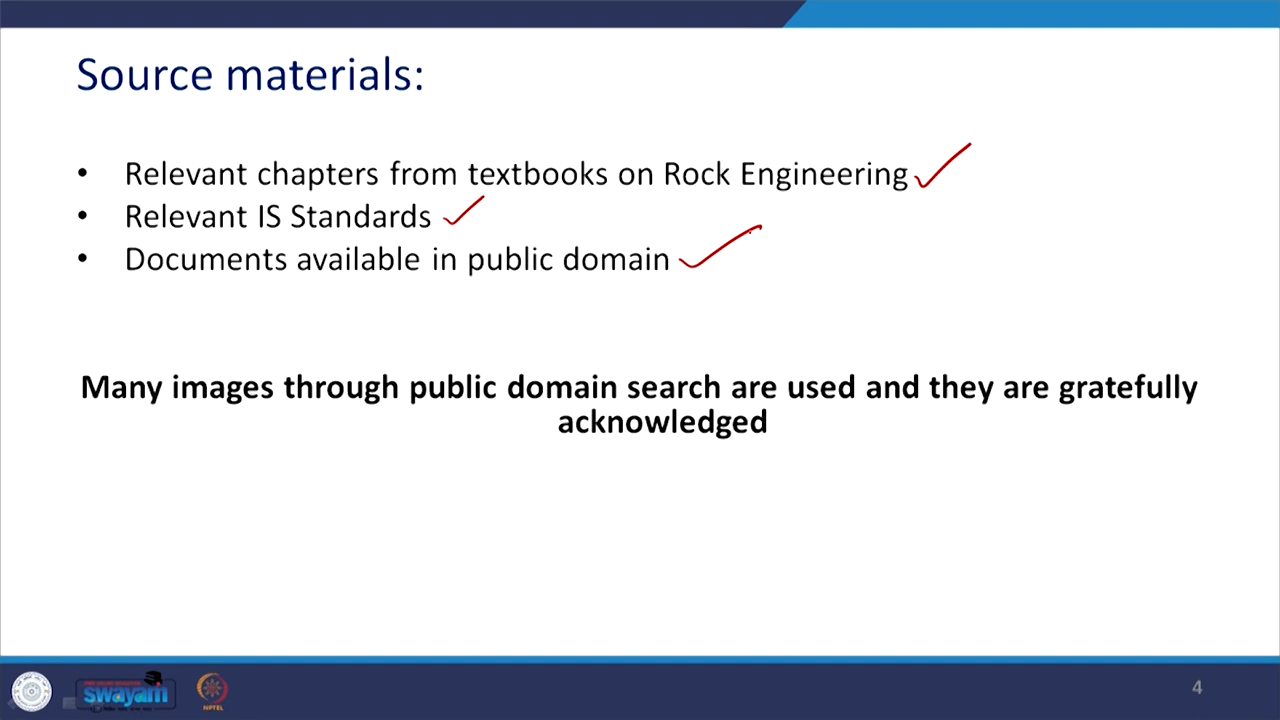 Source materials:
• Relevant chapters from textbooks on Rock Engineering
• Relevant IS Standards
• Documents available in public domain
Many images through public domain search are used and they are gratefully
acknowledged
swayam
NPTEL
4